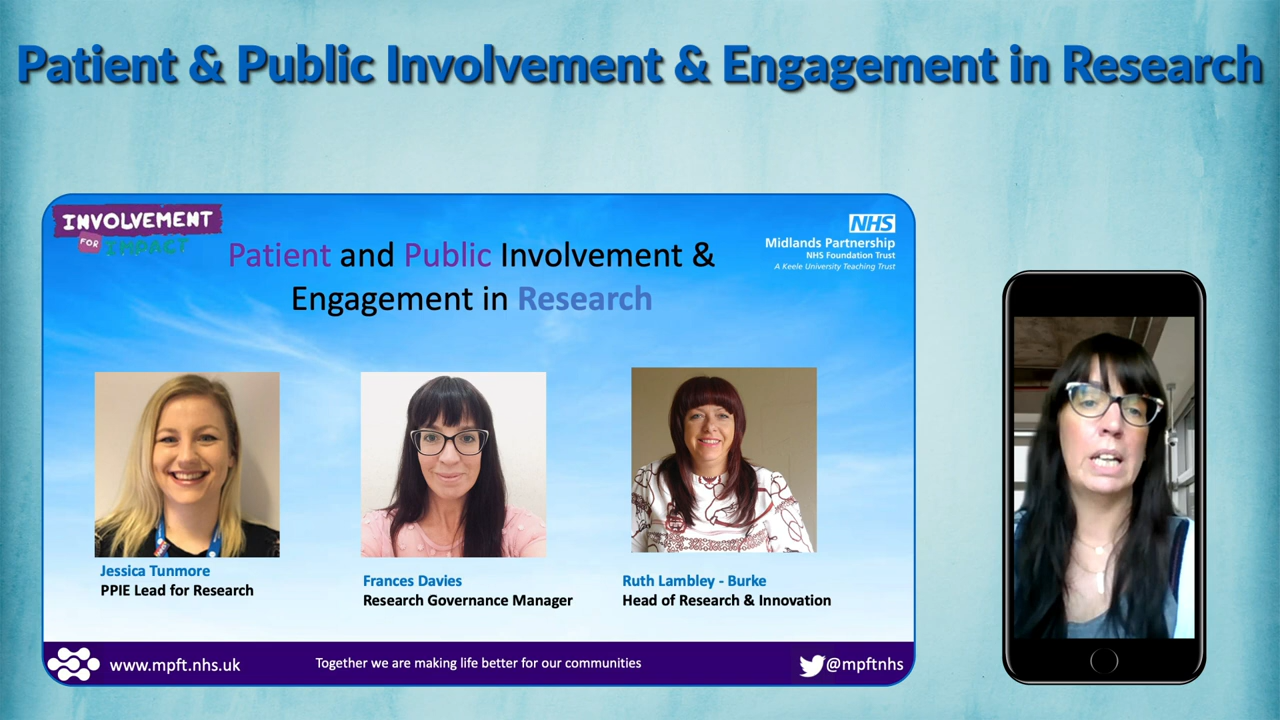 Patient & Public Involvement & Engagement in Research
INVOLVEMENT
FOR IMPACT
NHS
Midlands Partnership
NHS Foundation Trust
A Keele University Teaching Trust
Patient and Public Involvement &
Engagement in Research
Jessica Tunmore
PPIE Lead for Research
Frances Davies
Research Governance Manager
Ruth Lambley - Burke
Head of Research & Innovation
www.mpft.nhs.uk
Together we are making life better for our communities
@mpftnhs